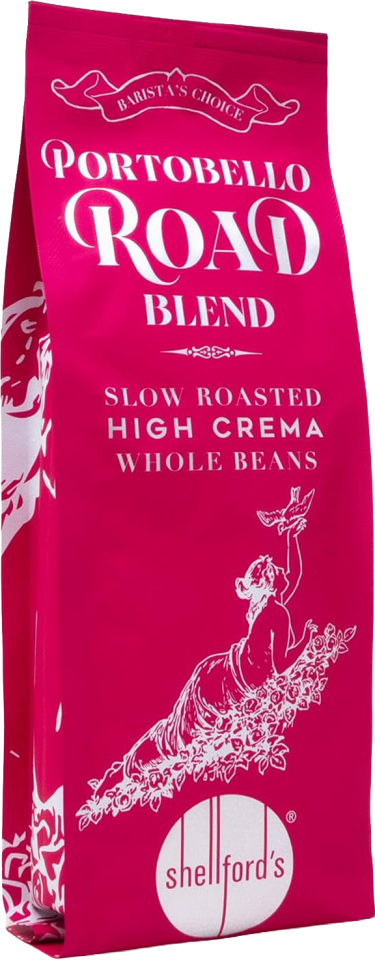 BARISTA'S CHOICE
PORTOBELLO
ROAD
BLEND
SLOW ROASTED
HIGH CREMA
WHOLE BEANS
shellford's ®